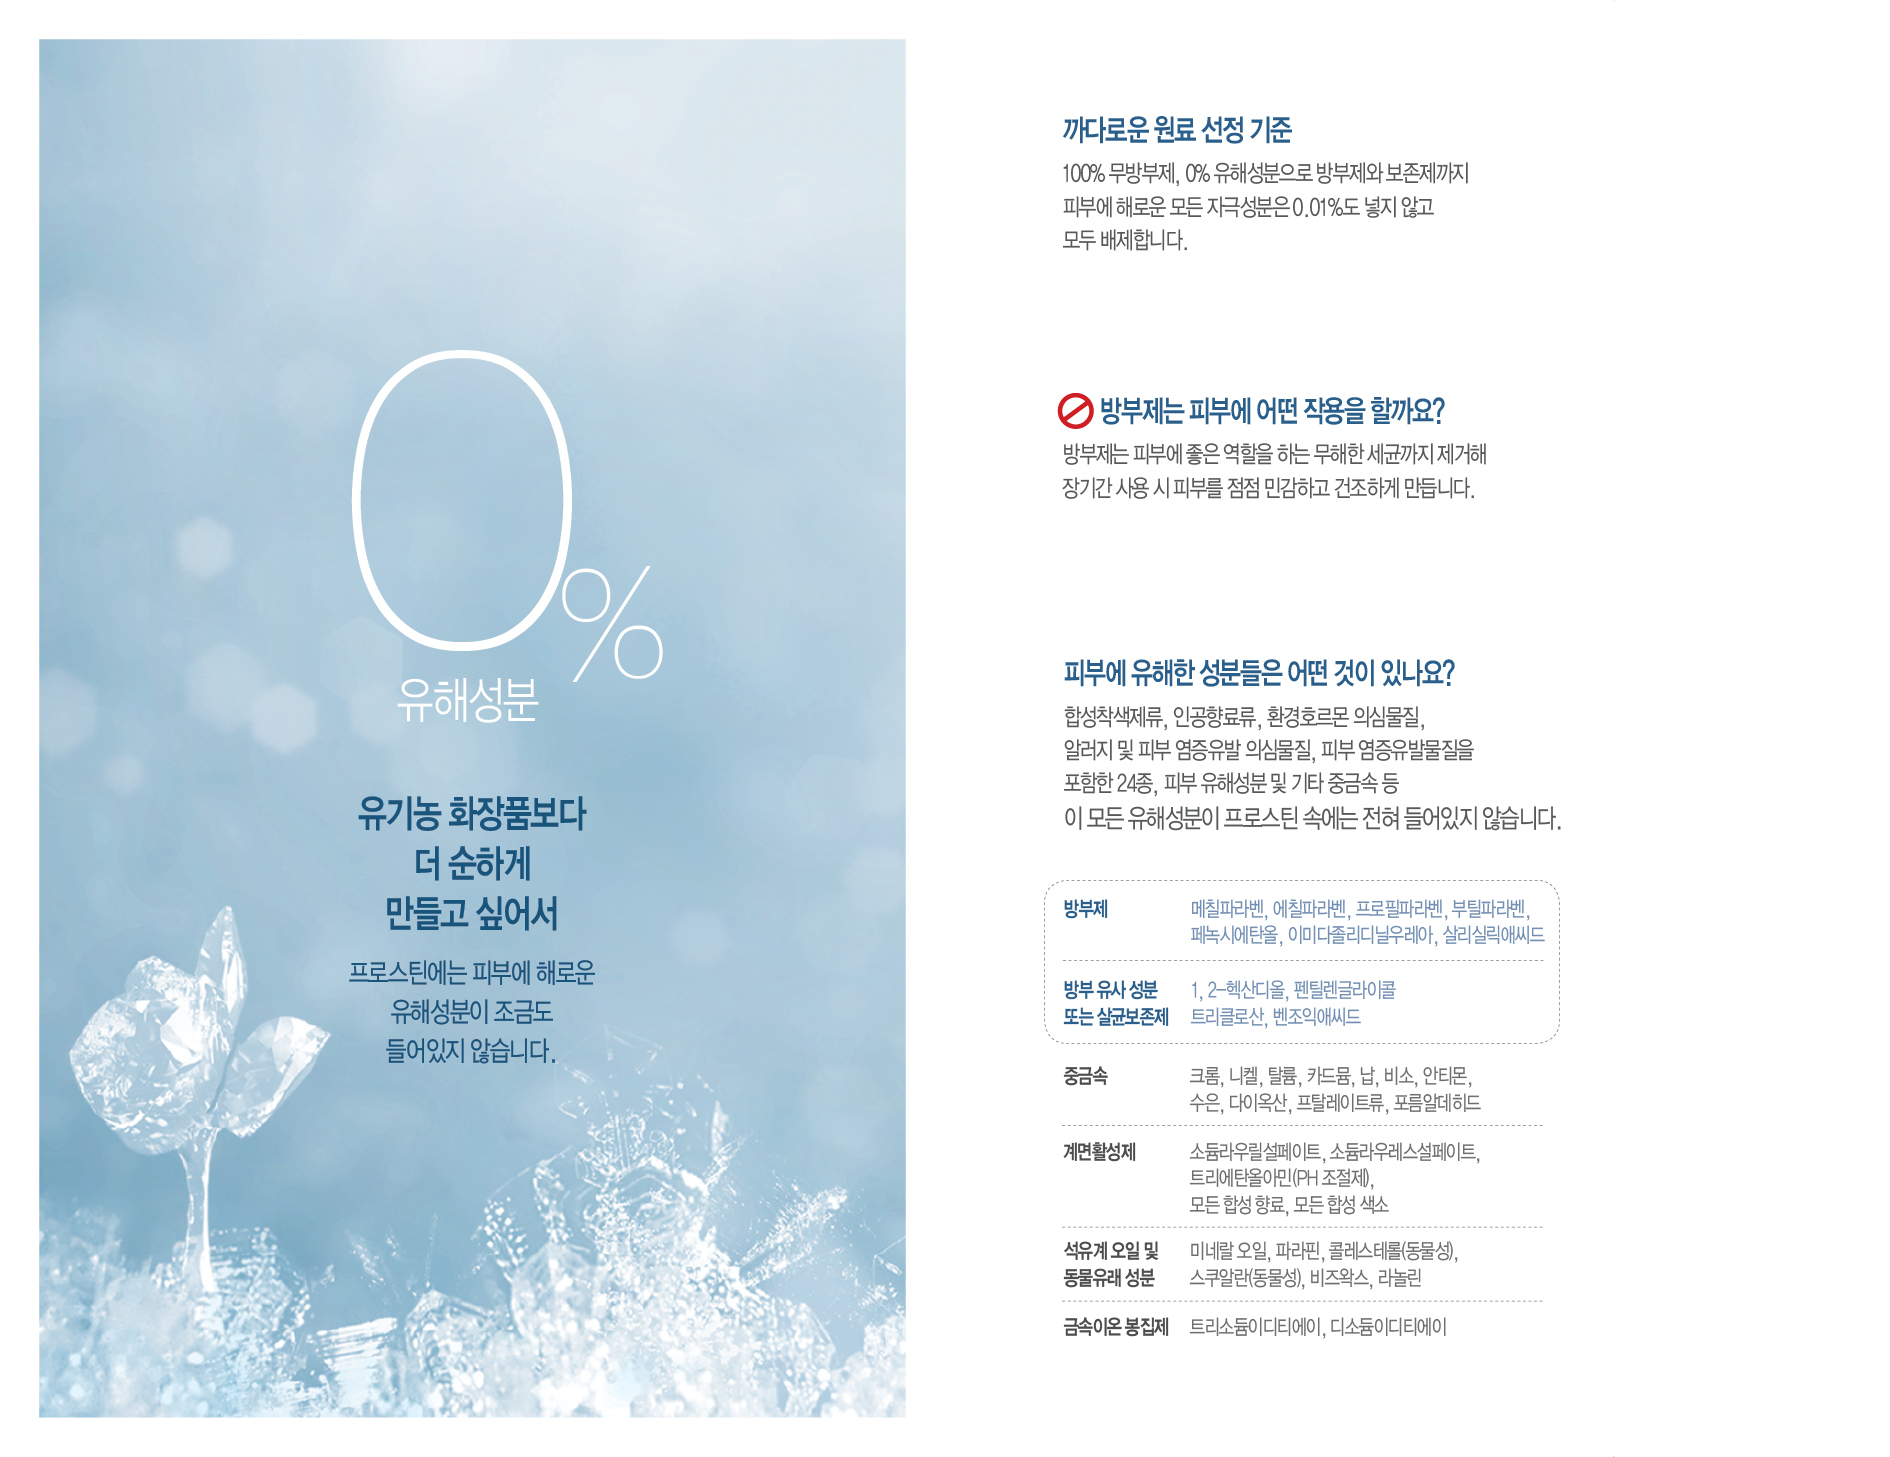 0%
유해성분
유기농 화장품보다
더 순하게
만들고 싶어서
프로스틴에는 피부에 해로운
유해성분이 조금도
들어있지 않습니다.
까다로운 원료 선정 기준
100% 무방부제, 0% 유해성분으로 방부제와 보존제까지
피부에 해로운 모든 자극성분은 0.01%도 넣지 않고
모두 배제합니다.
방부제는 피부에 어떤 작용을 할까요?
방부제는 피부에 좋은 역할을 하는 무해한 세균까지 제거해
장기간 사용 시 피부를 점점 민감하고 건조하게 만듭니다.
피부에 유해한 성분들은 어떤 것이 있나요?
합성착색제류, 인공향료류, 환경호르몬 의심물질,
알러지 및 피부 염증유발 의심물질, 피부 염증유발물질을
포함한 24종, 피부 유해성분 및 기타 중금속 등
이 모든 유해성분이 프로스틴 속에는 전혀 들어있지 않습니다.
방부제 메칠파라벤, 에칠파라벤, 프로필파라벤, 부틸파라벤,
페녹시에탄올, 이미다졸리디닐우레아, 살리실릭애씨드
방부 유사 성분 1, 2-헥산디올, 펜틸렌글라이콜
또는 살균보존제 트리클로산, 벤조익애씨드
중금속 크롬, 니켈, 탈륨, 카드뮴, 납, 비소, 안티몬,
수은, 다이옥산, 프탈레이트류, 포름알데히드
계면활성제 소듐라우릴설페이트, 소듐라우레스설페이트,
트리에탄올아민(PH 조절제),
모든 합성 향료, 모든 합성 색소
석유계 오일 및 미네랄 오일, 파라핀, 콜레스테롤(동물성),
동물유래 성분 스쿠알란(동물성), 비즈왁스, 라놀린
금속이온 봉집제 트리소듐이디티에이, 디소듐이디티에이